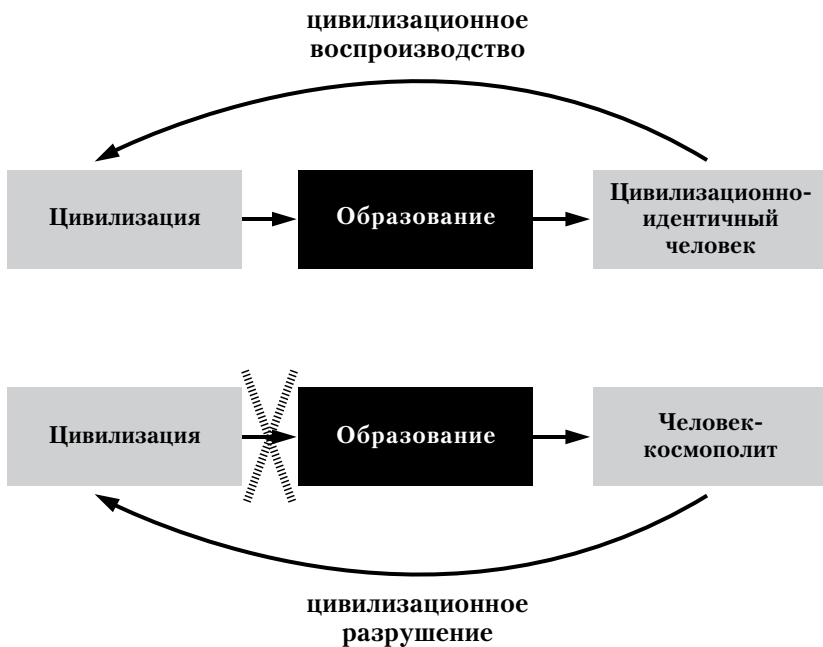 цивилизационное
воспроизводство
Цивилизация
Образование
Цивилизационно-
идентичный
человек
Цивилизация
Образование
Человек-
космополит
цивилизационное
разрушение